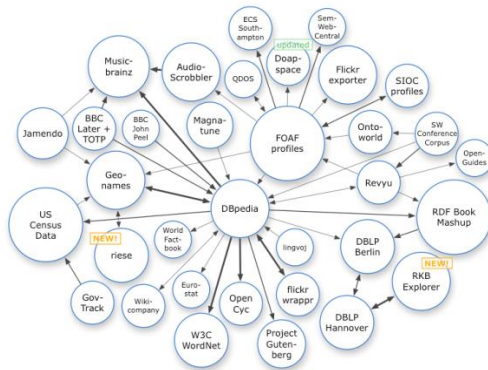 ECS
South-
ampton
Sem-
Web-
Central
updated
Doap-
space
Music-
brainz
Audio-
Scrobbler
QDOS
Flickr
exporter
SIOC
profiles
Jamendo
BBC
Later +
TOTP
BBC
John
Peel
Magna-
tune
FOAF
profiles
Onto-
world
SW
Conference
Corpus
Open-
Guides
Geo-
names
Revyu
DBpedia
US
Census
Data
NEW!
riese
World
Fact-
book
lingvoj
DBLP
Berlin
RDF Book
Mashup
NEW!
RKB
Explorer
Gov-
Track
Wiki-
company
Euro-
stat
Open
Cyc
flickr
wrappr
W3C
WordNet
Project
Guten-
berg
DBLP
Hannover